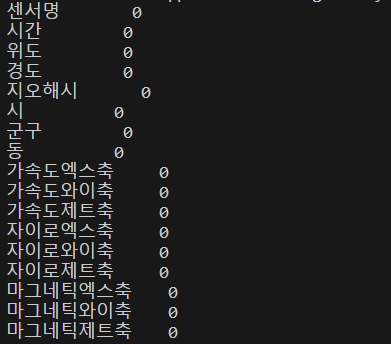 센서명 0
시간 0
위도 0
경도 0
지오해시 0
시 0
군구 0
동 0
가속도엑스축 0
가속도와이축 0
가속도제트축 0
자이로엑스축 0
자이로와이축 0
자이로제트축 0
마그네틱엑스축 0
마그네틱와이축 0
마그네틱제트축 0